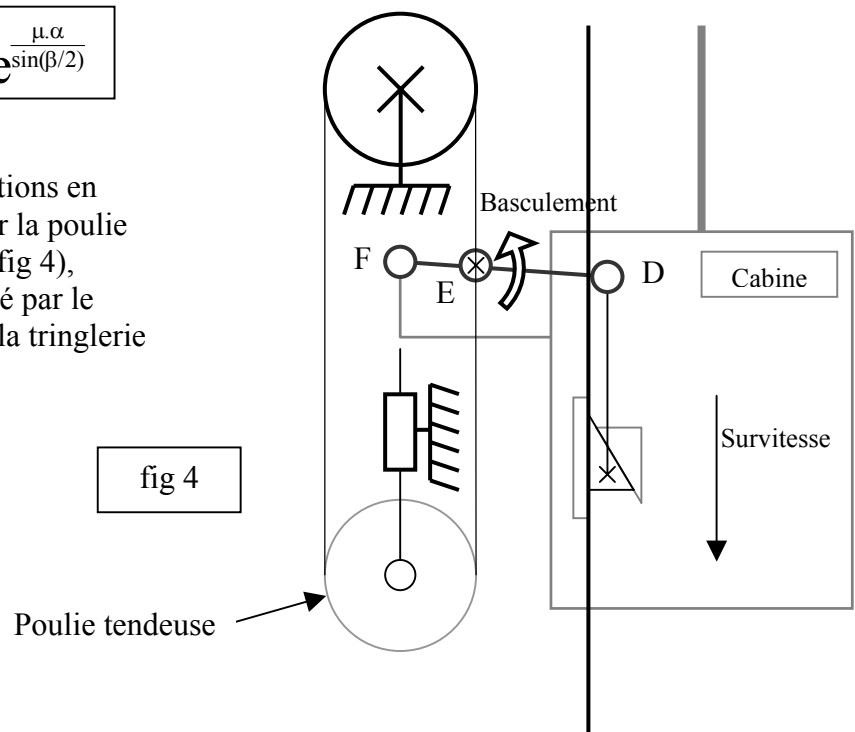 e^{\frac{μ.α}{sin(β/2)}}
tions en
r la poulie
fig 4),
é par le
la tringlerie
Basculement
F
E
D
Cabine
Survitesse
fig 4
Poulie tendeuse